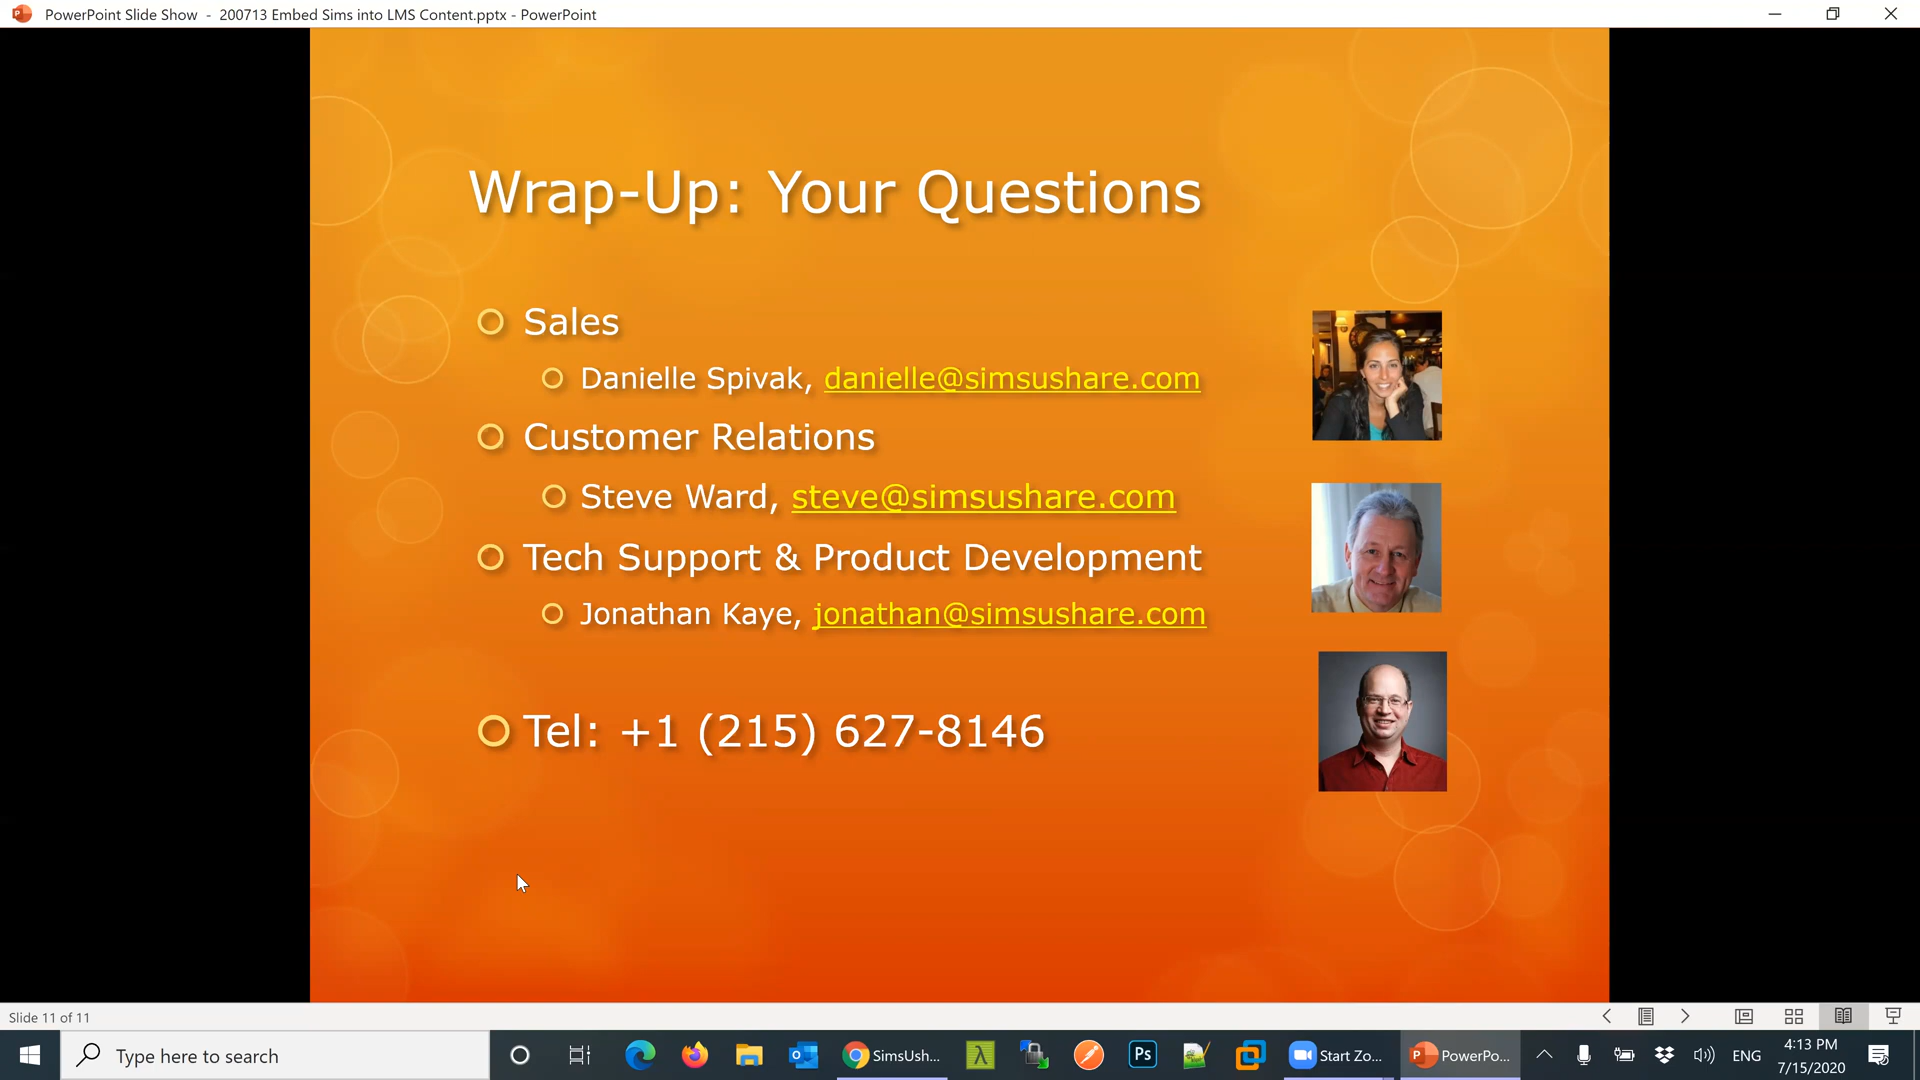 PowerPoint Slide Show - 200713 Embed Sims into LMS Content.pptx - PowerPoint
Wrap-Up: Your Questions
Sales
Danielle Spivak, danielle@simsushare.com
Customer Relations
Steve Ward, steve@simsushare.com
Tech Support & Product Development
Jonathan Kaye, jonathan@simsushare.com
Tel: +1 (215) 627-8146
Slide 11 of 11
Type here to search
SimsUsh...
Ps
Start Zo...
PowerPo...
ENG
4:13 PM
7/15/2020